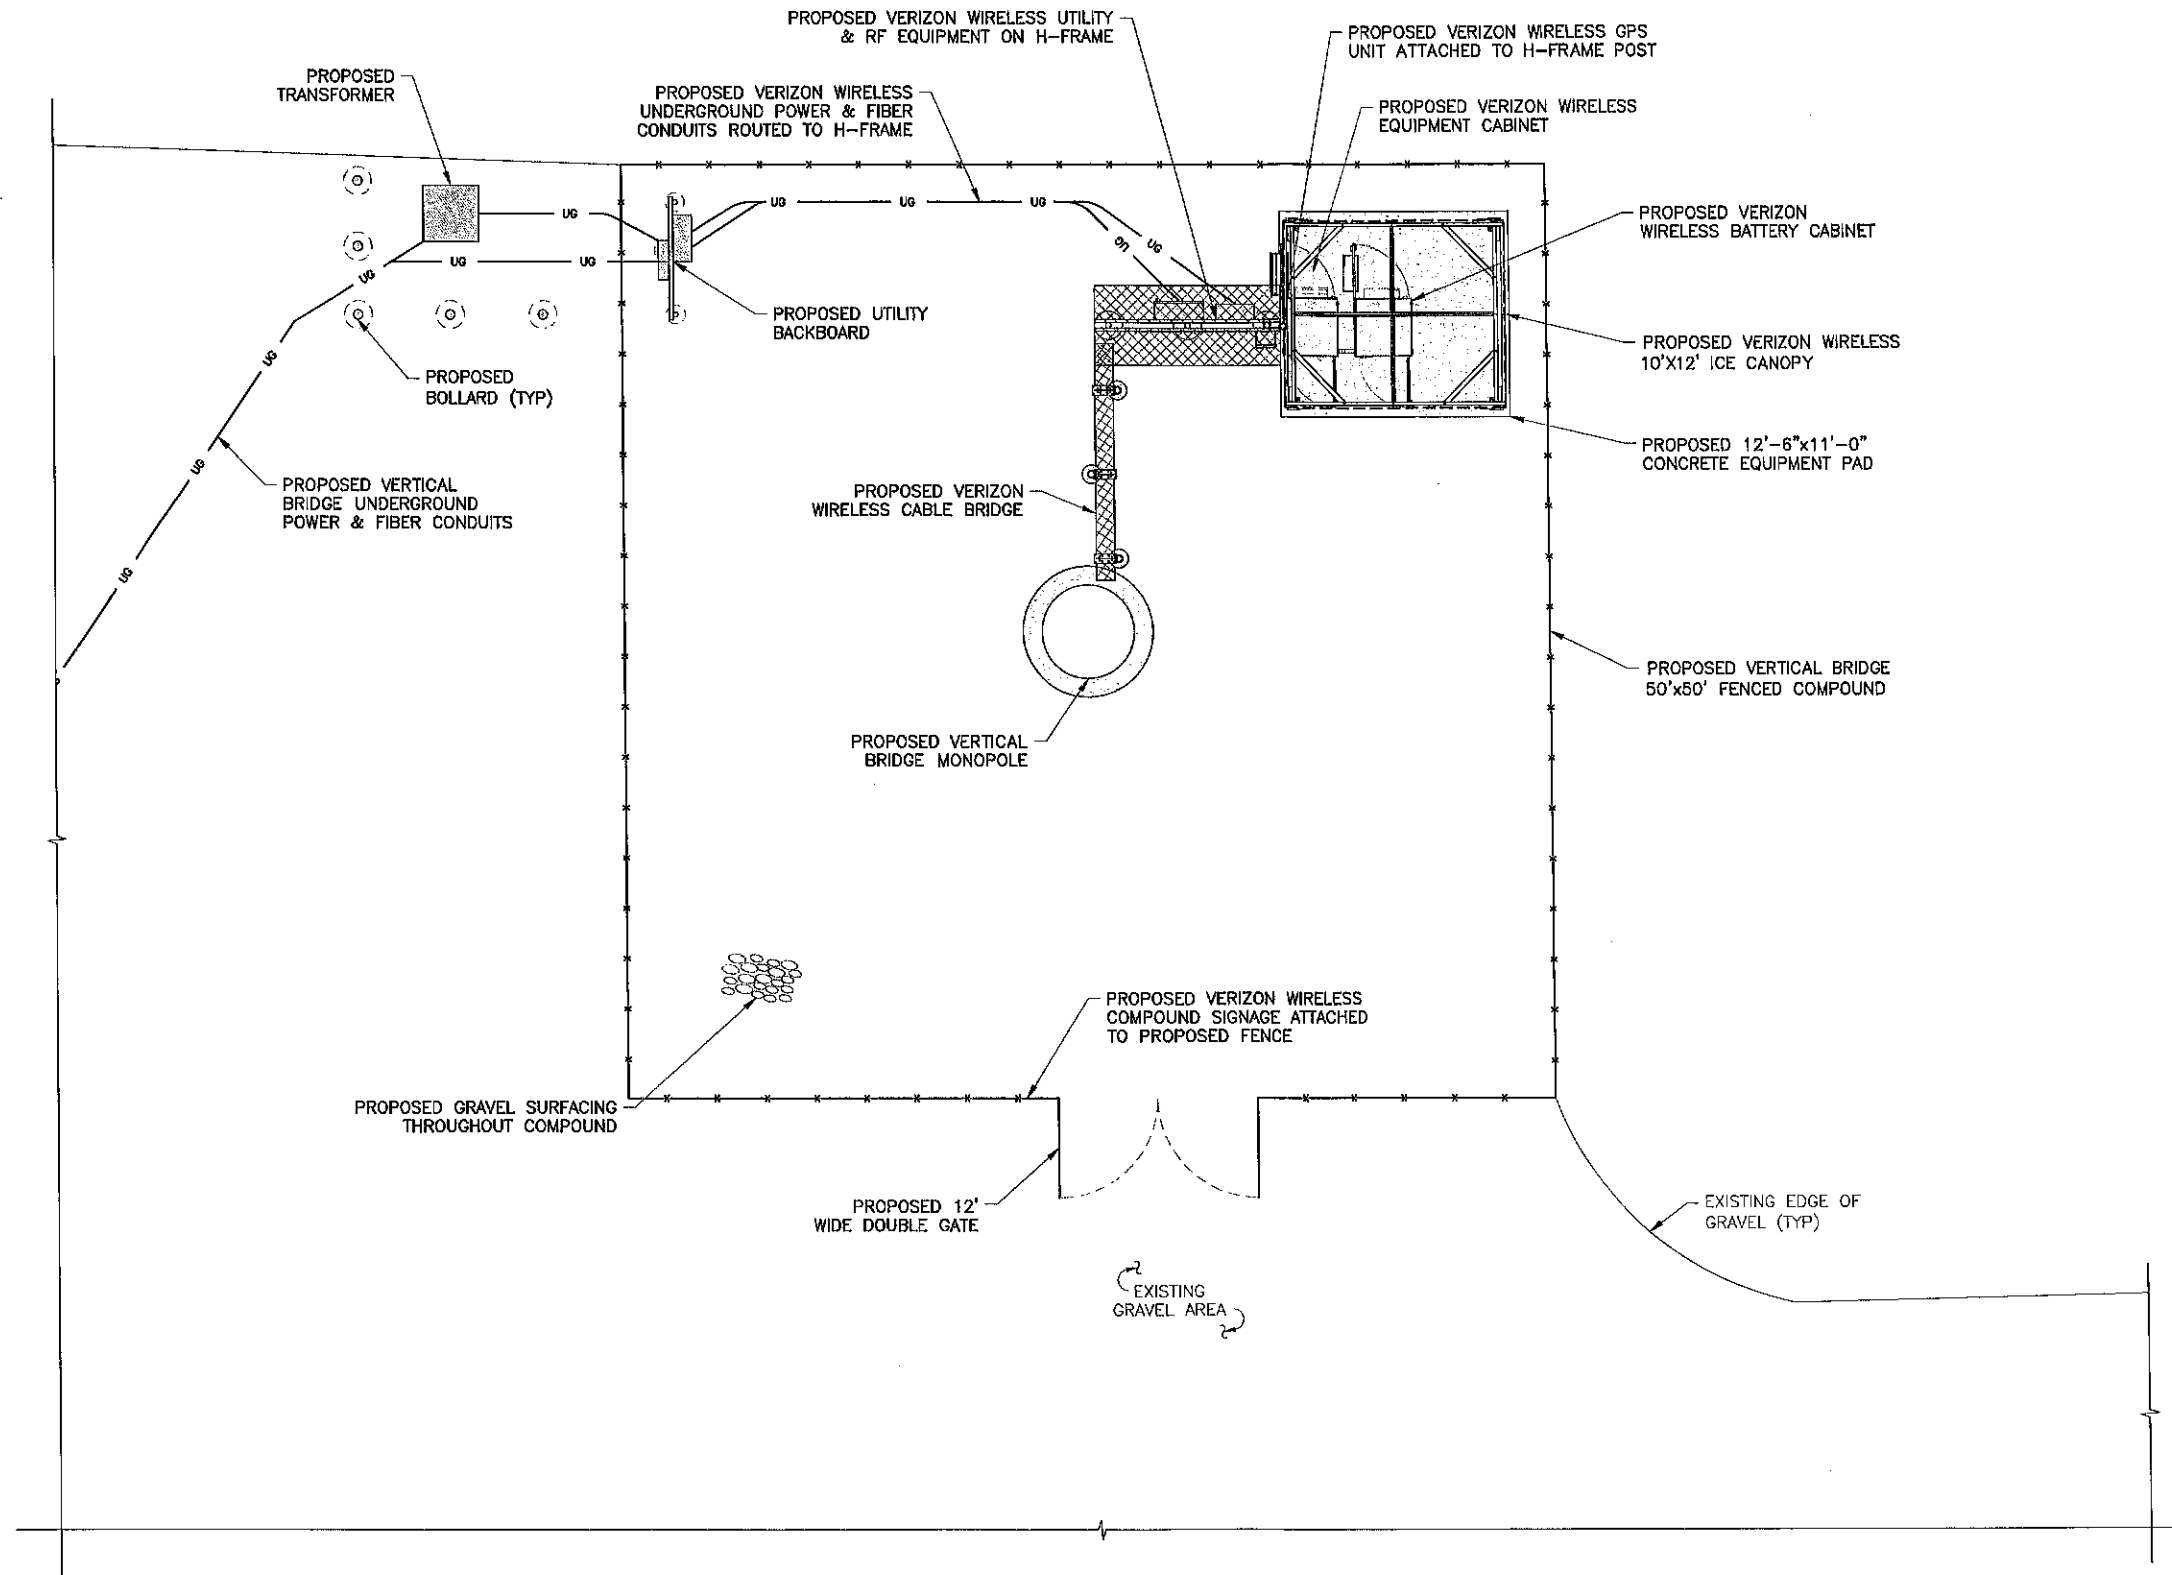 PROPOSED VERIZON WIRELESS UTILITY
& RF EQUIPMENT ON H-FRAME
PROPOSED VERIZON WIRELESS GPS
UNIT ATTACHED TO H-FRAME POST
PROPOSED
TRANSFORMER
PROPOSED VERIZON WIRELESS
UNDERGROUND POWER & FIBER
CONDUITS ROUTED TO H-FRAME
PROPOSED VERIZON WIRELESS
EQUIPMENT CABINET
UG
UG
UG
UG
UG
UG
UG
UG
UG
PROPOSED VERIZON
WIRELESS BATTERY CABINET
PROPOSED UTILITY
BACKBOARD
PROPOSED VERIZON WIRELESS
10'X12' ICE CANOPY
UG
PROPOSED
BOLLARD (TYP)
UG
PROPOSED 12'-6"x11'-0"
CONCRETE EQUIPMENT PAD
PROPOSED VERTICAL
BRIDGE UNDERGROUND
POWER & FIBER CONDUITS
PROPOSED VERIZON
WIRELESS CABLE BRIDGE
UG
PROPOSED VERTICAL BRIDGE
50'x50' FENCED COMPOUND
PROPOSED VERTICAL
BRIDGE MONOPOLE
PROPOSED VERIZON WIRELESS
COMPOUND SIGNAGE ATTACHED
TO PROPOSED FENCE
PROPOSED GRAVEL SURFACING
THROUGHOUT COMPOUND
PROPOSED 12'
WIDE DOUBLE GATE
EXISTING EDGE OF
GRAVEL (TYP)
EXISTING
GRAVEL AREA